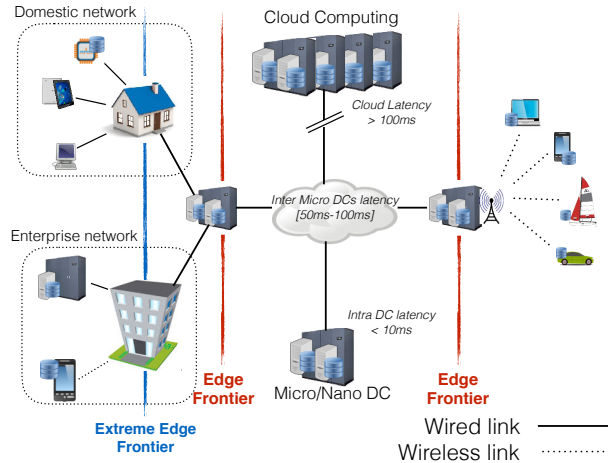 Domestic network
Cloud Computing
Cloud Latency
> 100ms
Inter Micro DCs latency
[50ms-100ms]
Enterprise network
Intra DC latency
< 10ms
Edge
Frontier
Micro/Nano DC
Edge
Frontier
Extreme Edge
Frontier
Wired link
Wireless link